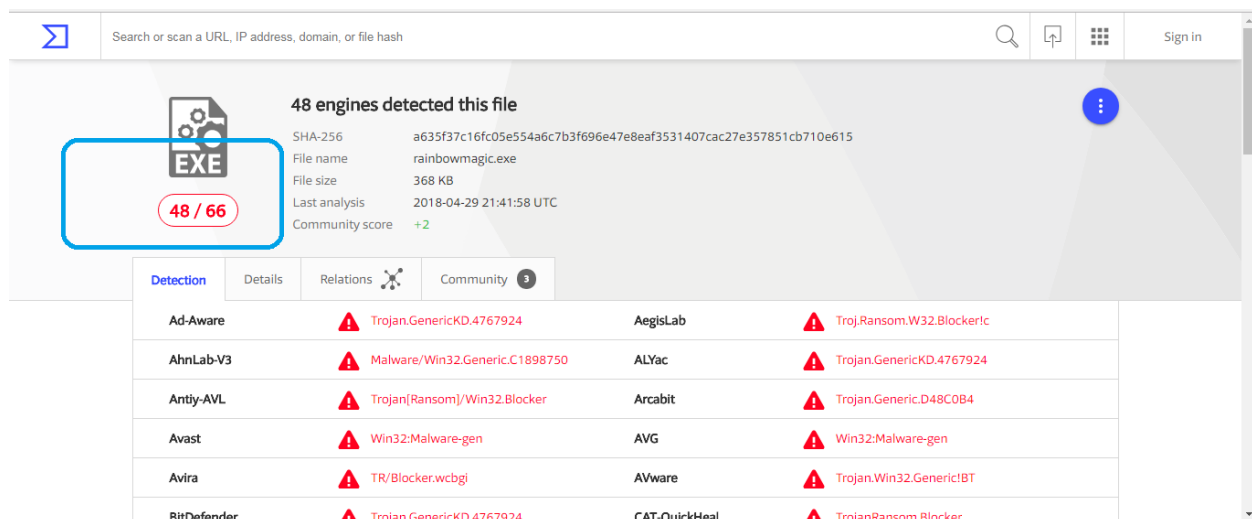 Search or scan a URL, IP address, domain, or file hash
Sign in
48 engines detected this file
EXE
48 / 66
SHA-256 a635f37c16fc05e554a6c7b3f696e47e8eaf3531407cac27e357851cb710e615
File name rainbowmagic.exe
File size 368 KB
Last analysis 2018-04-29 21:41:58 UTC
Community score +2
Detection Details Relations Community 3
Ad-Aware Trojan.GenericKD.4767924 AegisLab Troj.Ransom.W32.Blocker!c
AhnLab-V3 Malware/Win32.Generic.C1898750 ALYac Trojan.GenericKD.4767924
Antiy-AVL Trojan[Ransom]/Win32.Blocker Arcabit Trojan.Generic.D48C0B4
Avast Win32:Malware-gen AVG Win32:Malware-gen
Avira TR/Blocker.wcbgi AVware Trojan.Win32.Generic!BT
BitDefender Trojan.GenericKD.4767924 CAT-QuickHeal TrojanRansom.Blocker